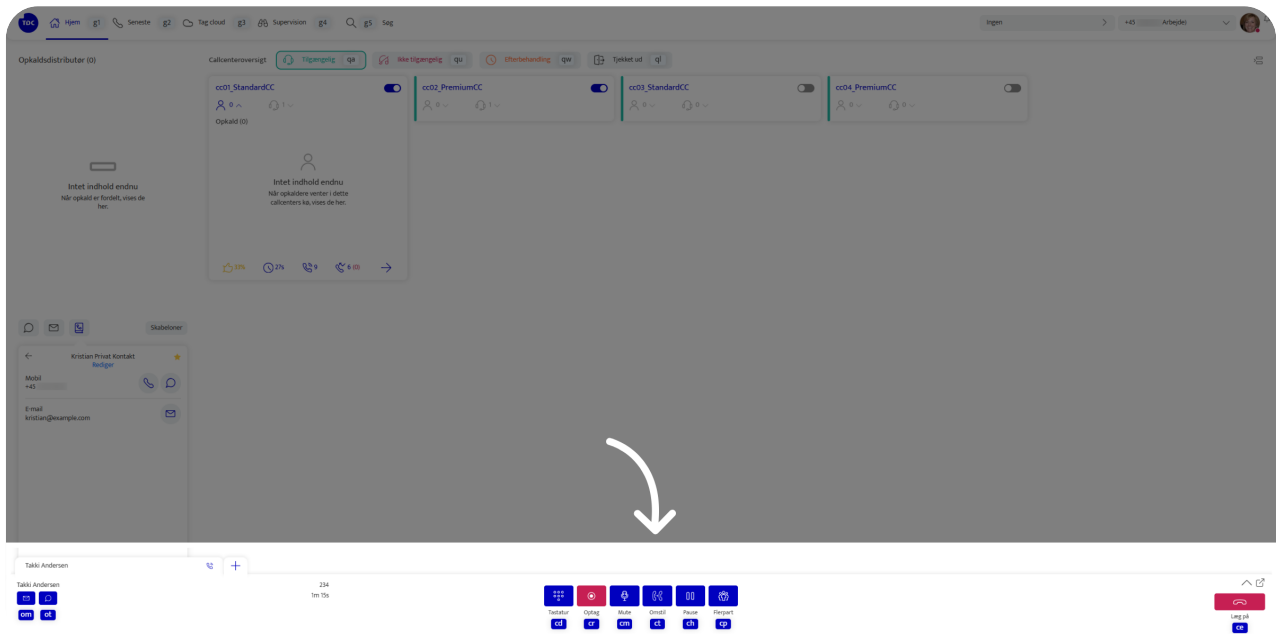 TDC Hjem g1 Seneste g2 Tag cloud g3 Supervision g4 g5 Søg Ingen +45 Arbejdei
Opkaldsdistributør (0)
Callcenteroversigt Tilgængelig qa Ikke tilgængelig qu Efterbehandling qw Tjekket ud ql
cc01_StandardCC
0 1
Opkald (0)
Intet indhold endnu
Når opkaldere venter i dette
callcenters kø, vises de her.
33% 27s 9 6 (0)
cc02_PremiumCC
0 1
cc03_StandardCC
0 0
cc04_PremiumCC
0 0
Intet indhold endnu
Når opkald er fordelt, vises de
her.
Skabeloner
Kristian Privat Kontakt
Rediger
Mobil
+45
E-mail
kristian@example.com
Takki Andersen
Takki Andersen
om ot
234
1m 15s
Tastatur Optag Mute Omstil Pause Flerpart
cd cr cm ct ch cp
Læg på
ce